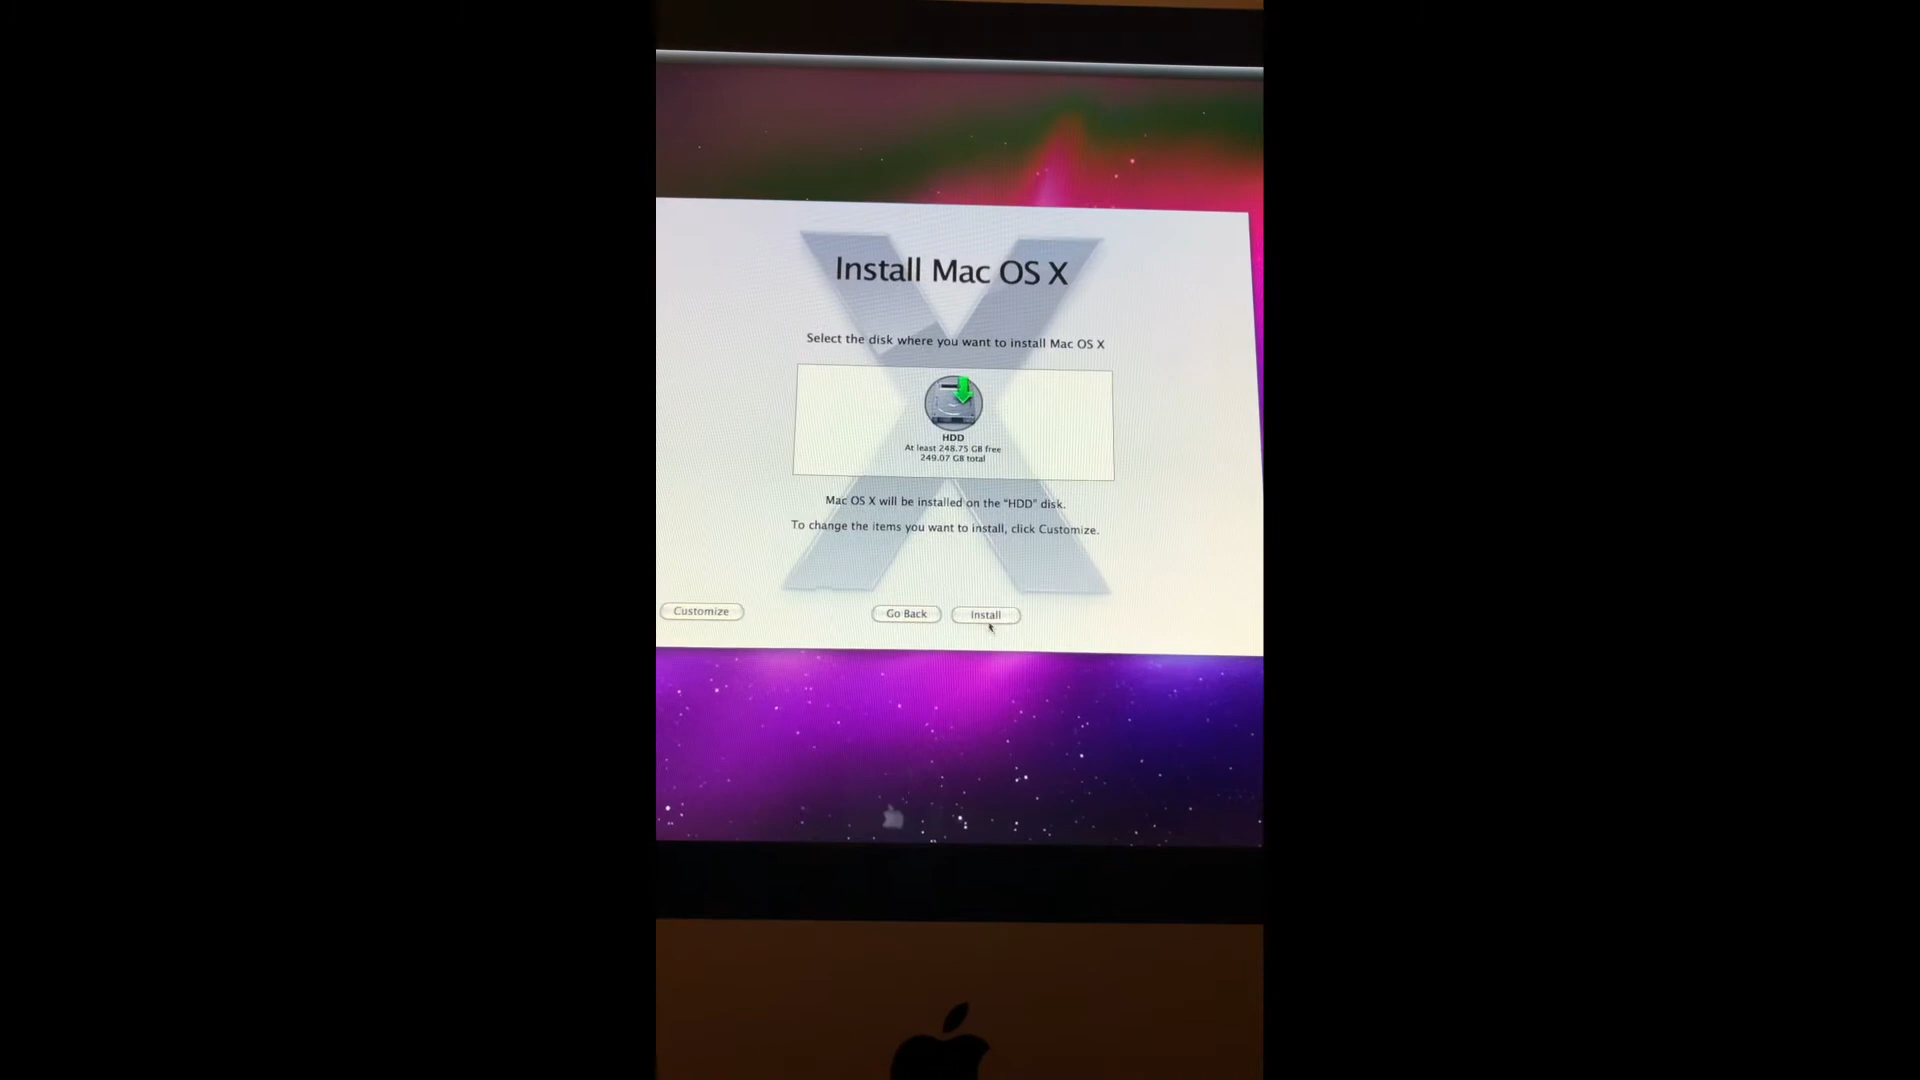 Install Mac OS X
Select the disk where you want to install Mac OS X
HDD
At least 248.75 GB free
249.07 GB total
Mac OS X will be installed on the “HDD” disk.
To change the items you want to install, click Customize.
Customize
Go Back
Install